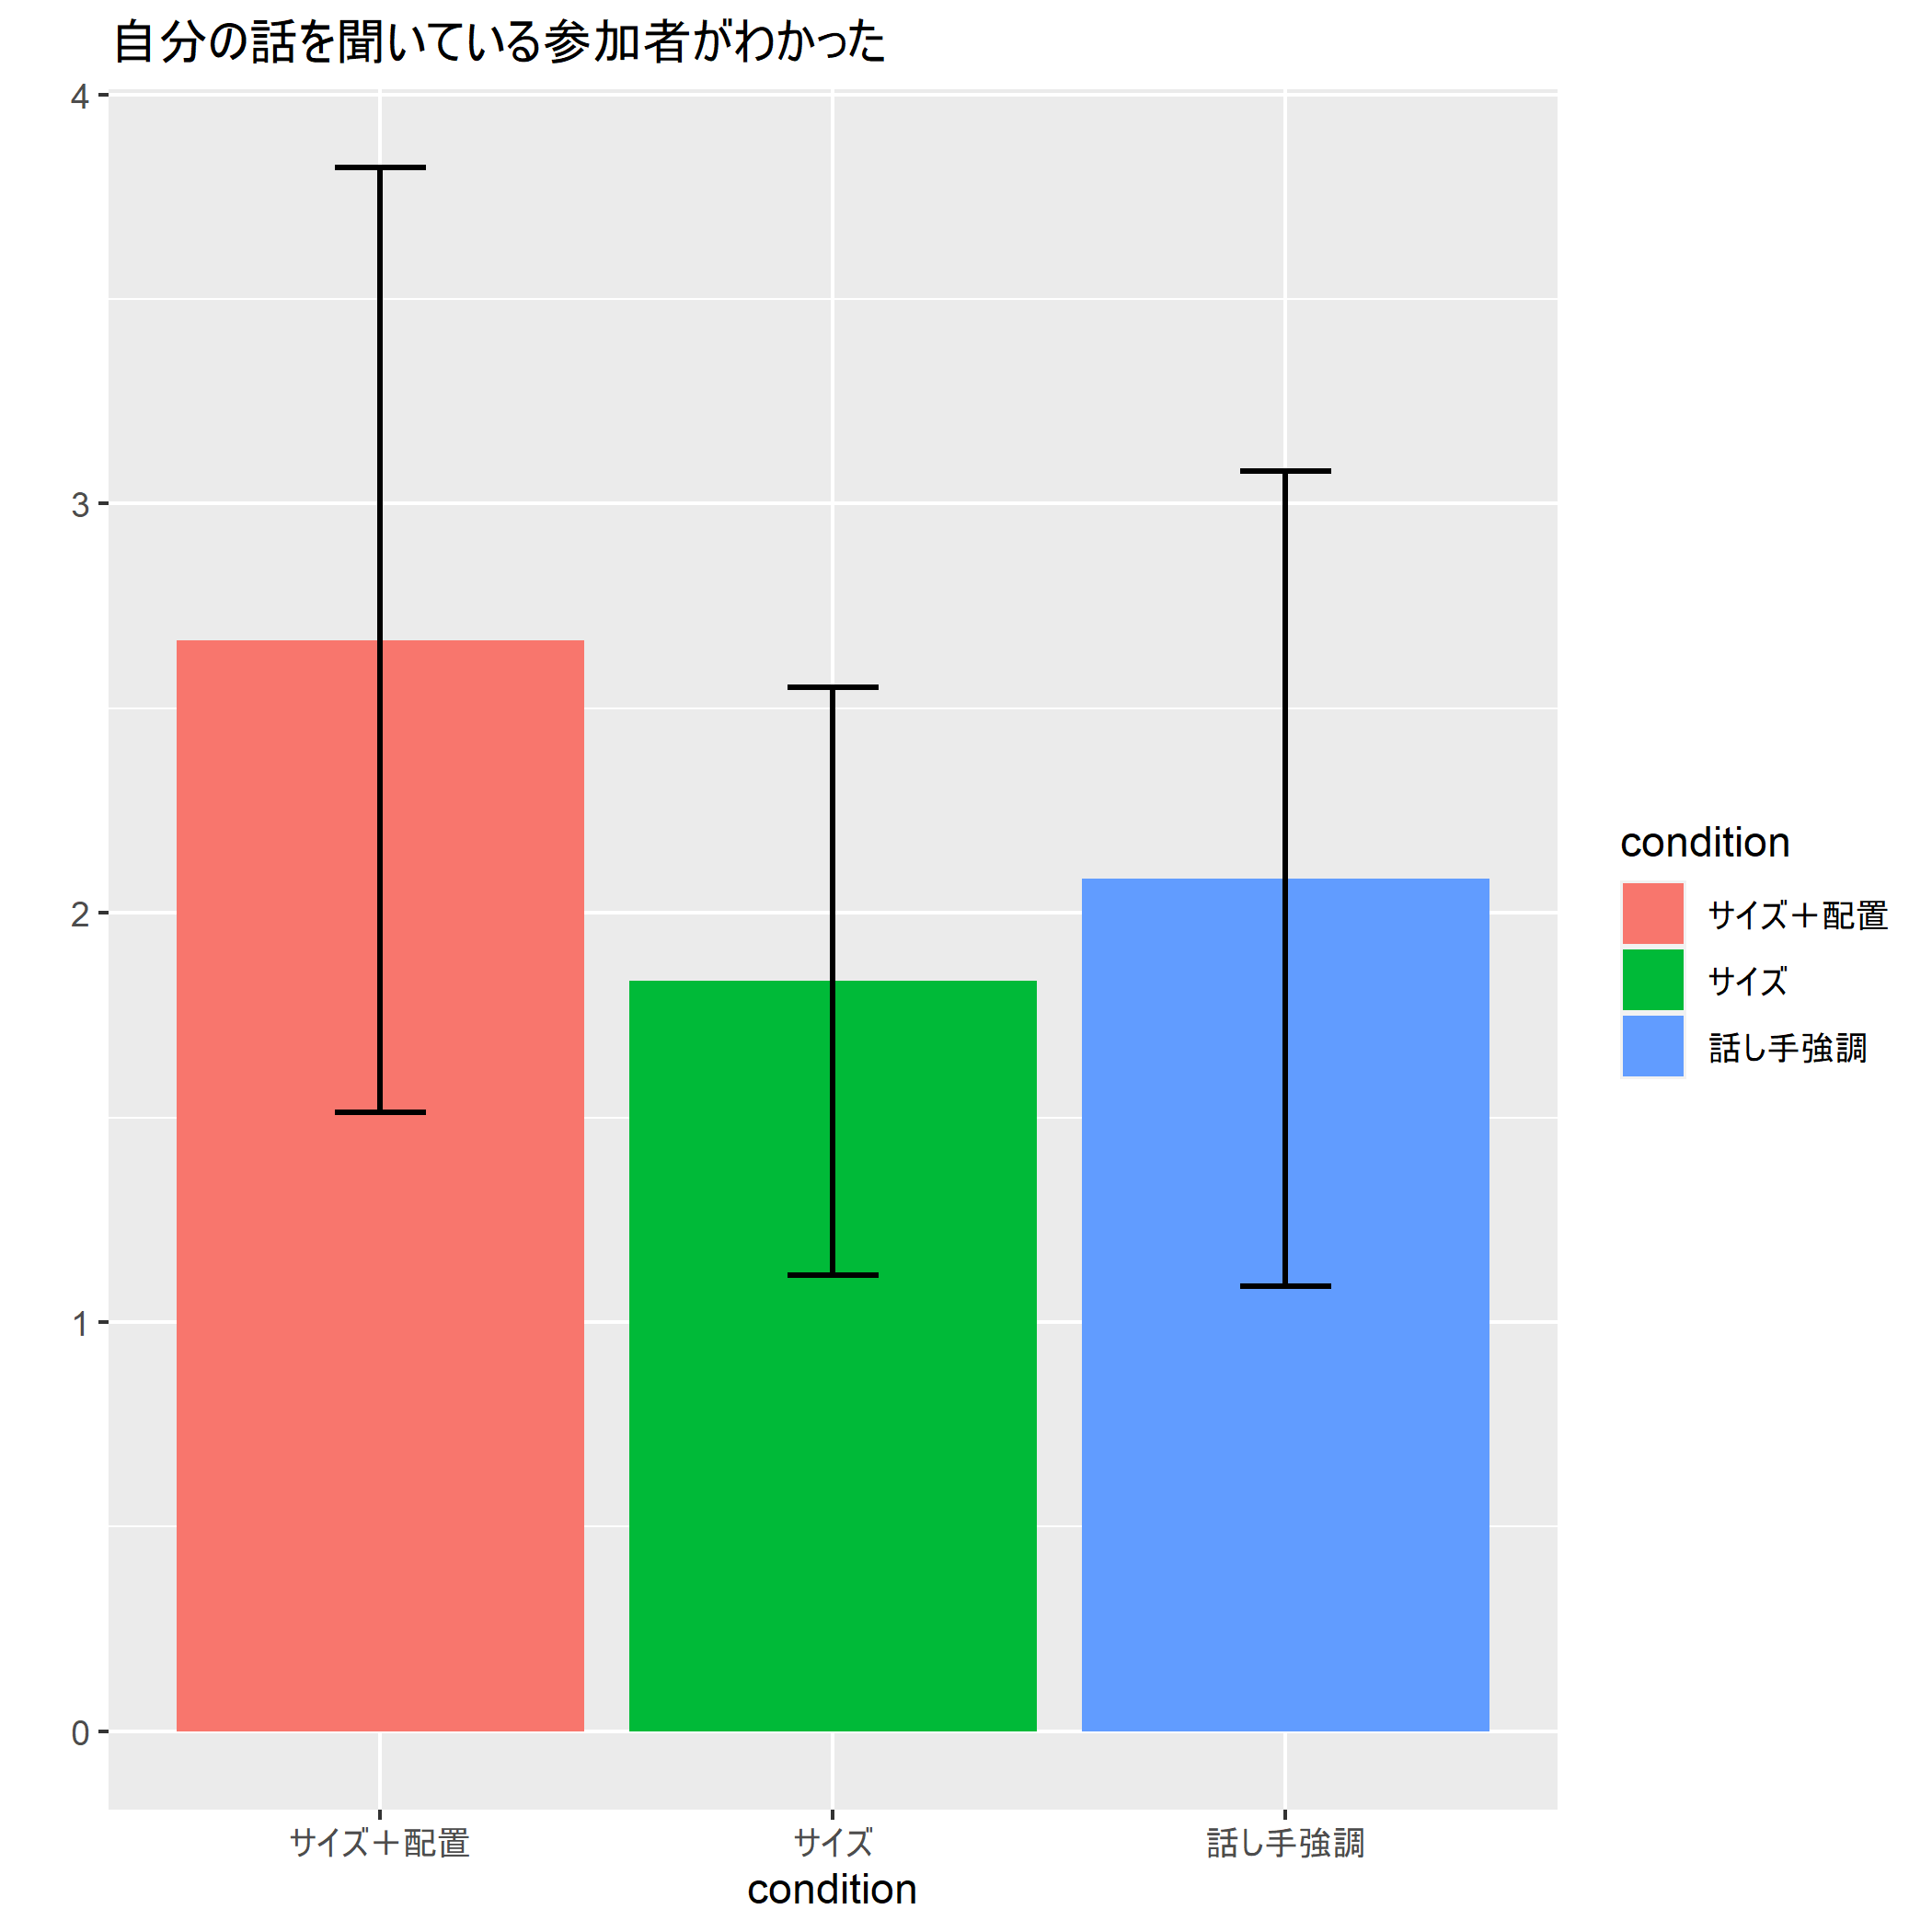 自分の話を聞いている参加者がわかった
4
3
2
1
0
サイズ＋配置
サイズ
話し手強調
condition
condition
サイズ＋配置
サイズ
話し手強調